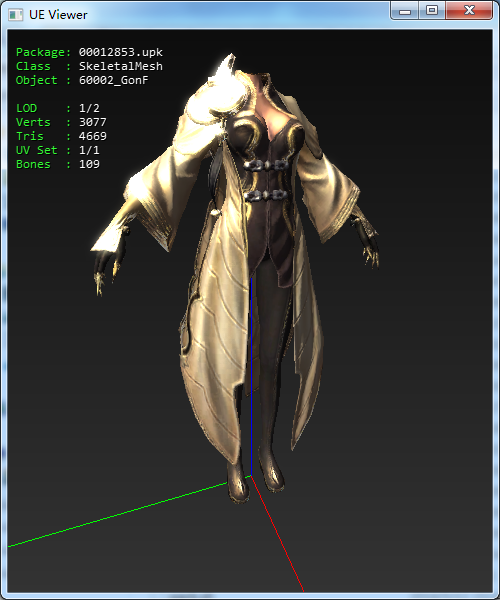 UE Viewer
Package: 00012853.upk
Class : SkeletalMesh
Object : 60002_GonF
LOD : 1/2
Verts : 3077
Tris : 4669
UV Set : 1/1
Bones : 109